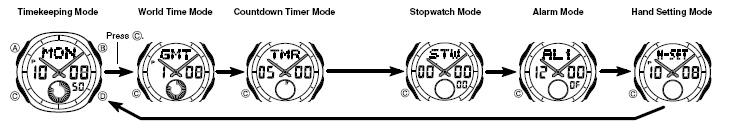 Timekeeping Mode
World Time Mode
Countdown Timer Mode
Stopwatch Mode
Alarm Mode
Hand Setting Mode
Press Ⓒ.
Ⓐ Ⓑ Ⓒ Ⓓ
MON
10 08
50
Ⓒ
GMT
1 08
Ⓒ
TMR
05 00
Ⓒ
STW
00 00
00
Ⓒ
AL1
12 00
OF
Ⓒ
H-SET
10 08